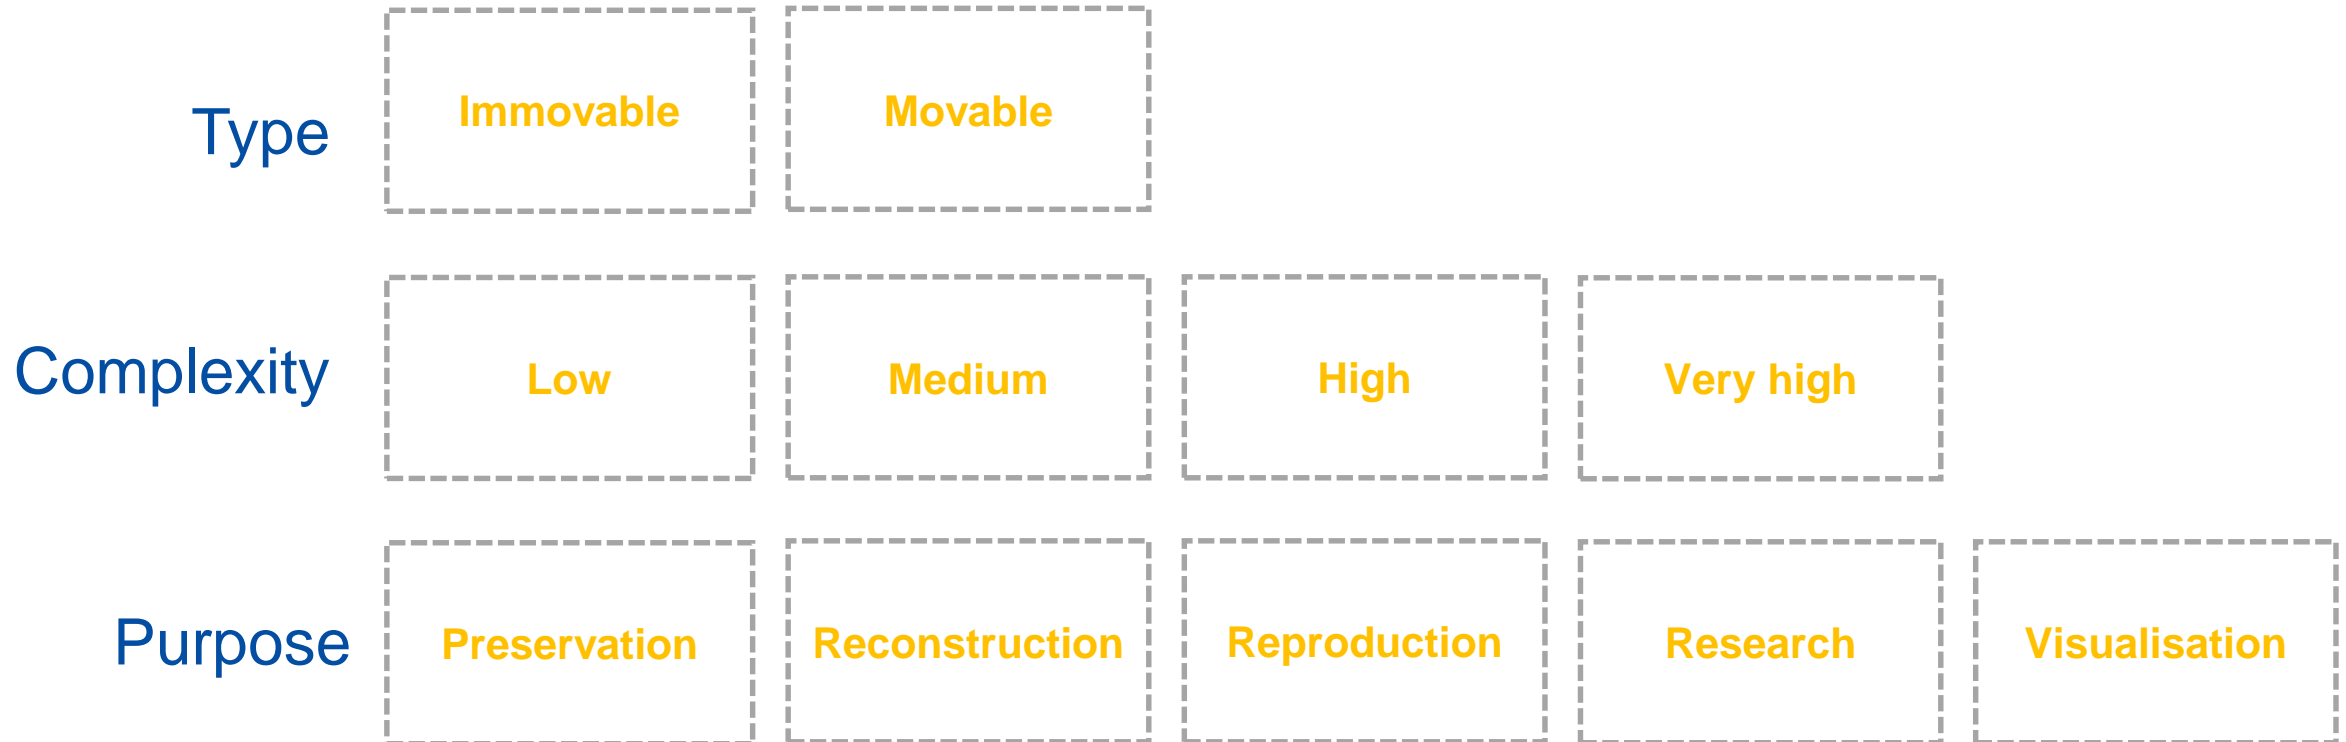 Type
Immovable
Movable
Complexity
Low
Medium
High
Very high
Purpose
Preservation
Reconstruction
Reproduction
Research
Visualisation